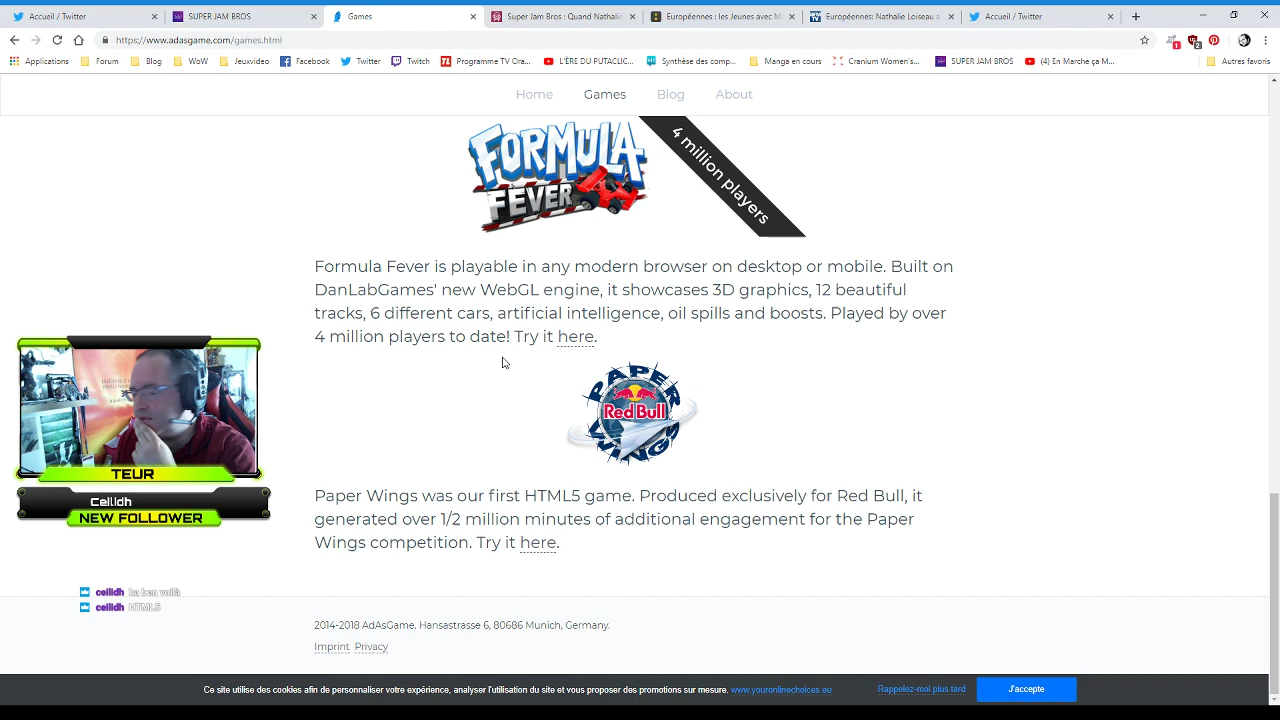 Accueil / Twitter
SUPER JAM BROS
Games
Super Jam Bros : Quand Nathalie
Européennes : les Jeunes avec M
Européennes: Nathalie Loiseau a
Accueil / Twitter
https://www.adasgame.com/games.html
Applications
Forum
Blog
WoW
Jeuxvideo
Facebook
Twitter
Twitch
Programme TV Ora...
L'ÈRE DU PUTACLIC...
Synthèse des comp...
Manga en cours
Cranium Women's...
SUPER JAM BROS
(4) En Marche ça M...
Autres favoris
Home
Games
Blog
About
FORMULA
FEVER
4 million players
Formula Fever is playable in any modern browser on desktop or mobile. Built on
DanLabGames' new WebGL engine, it showcases 3D graphics, 12 beautiful
tracks, 6 different cars, artificial intelligence, oil spills and boosts. Played by over
4 million players to date! Try it here.
PAPER
Red Bull
WINGS
Paper Wings was our first HTML5 game. Produced exclusively for Red Bull, it
generated over 1/2 million minutes of additional engagement for the Paper
Wings competition. Try it here.
TEUR
Ceilidh
NEW FOLLOWER
ceilidh ha ben voilà
ceilidh HTML5
2014-2018 AdAsGame. Hansastrasse 6, 80686 Munich, Germany.
Imprint Privacy
Ce site utilise des cookies afin de personnaliser votre expérience, analyser l'utilisation du site et vous proposer des promotions sur mesure. www.youronlinechoices.eu
Rappelez-moi plus tard
J'accepte